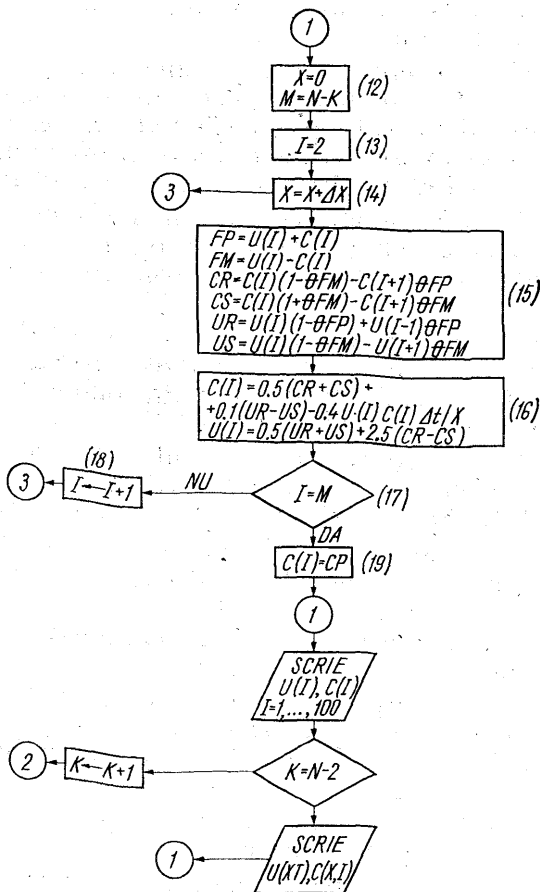 1
X=0
M=N-K
(12)
I=2
(13)
3
X=X+ΔX
(14)
FP=U(I)+C(I)
FM=U(I)-C(I)
CR=C(I)(1-θFM)-C(I+1)θFP
CS=C(I)(1+θFM)-C(I+1)θFM
UR=U(I)(1-θFP)+U(I-1)θFP
US=U(I)(1-θFM)-U(I+1)θFM
(15)
C(I)=0.5(CR+CS)+
+0.1(UR-US)-0.4U·(I)C(I)Δt/X
U(I)=0.5(UR+US)+2.5(CR-CS)
(16)
(18)
3
I←I+1
NU
I=M
(17)
DA
C(I)=CP
(19)
1
SCRIE
U(I),C(I)
I=1,...,100
2
K←K+1
K=N-2
1
SCRIE
U(XT),C(X,I)